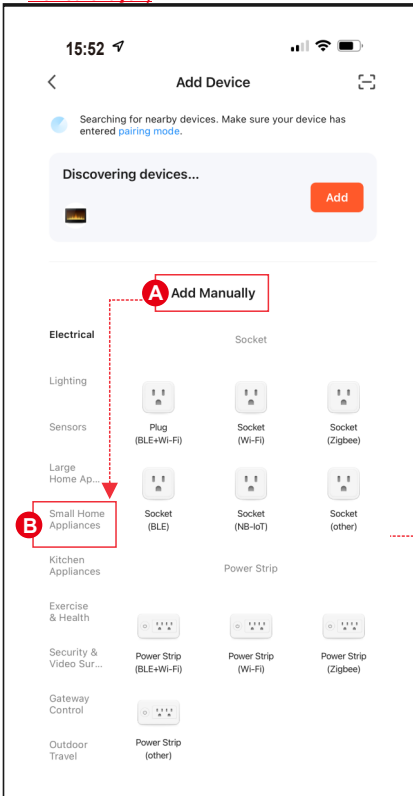 15:52
Add Device
Searching for nearby devices. Make sure your device has
entered pairing mode.
Discovering devices...
Add
A Add Manually
Electrical
Socket
Lighting
Sensors
Plug
(BLE+Wi-Fi)
Socket
(Wi-Fi)
Socket
(Zigbee)
Large
Home Ap...
B Small Home
Appliances
Socket
(BLE)
Socket
(NB-IoT)
Socket
(other)
Kitchen
Appliances
Power Strip
Exercise
& Health
Security &
Video Sur...
Power Strip
(BLE+Wi-Fi)
Power Strip
(Wi-Fi)
Power Strip
(Zigbee)
Gateway
Control
Outdoor
Travel
Power Strip
(other)